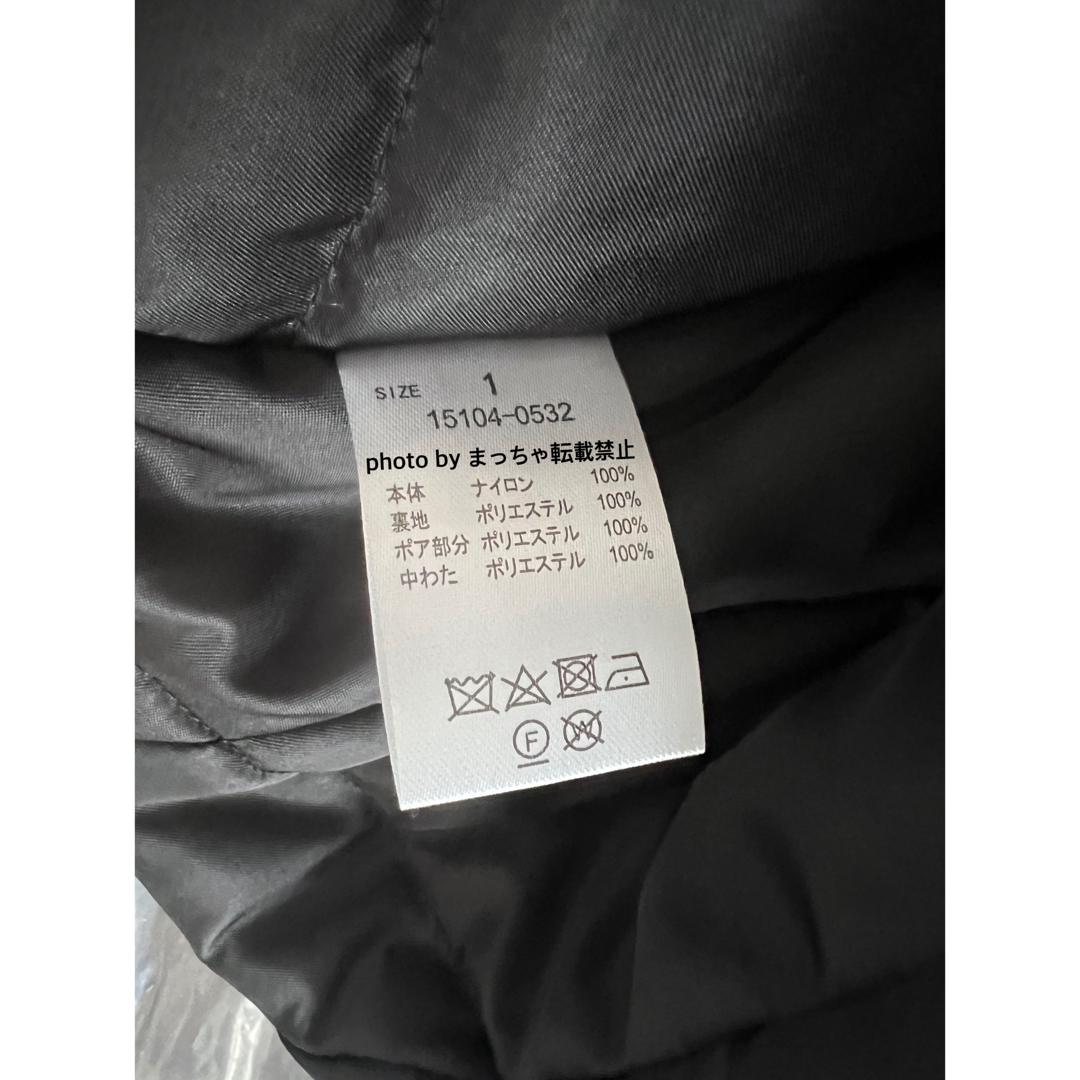 SIZE 1
15104-0532
photo by まっちゃ転載禁止
本体 ナイロン 100%
裏地 ポリエステル 100%
ボア部分 ポリエステル 100%
中わた ポリエステル 100%
F
W